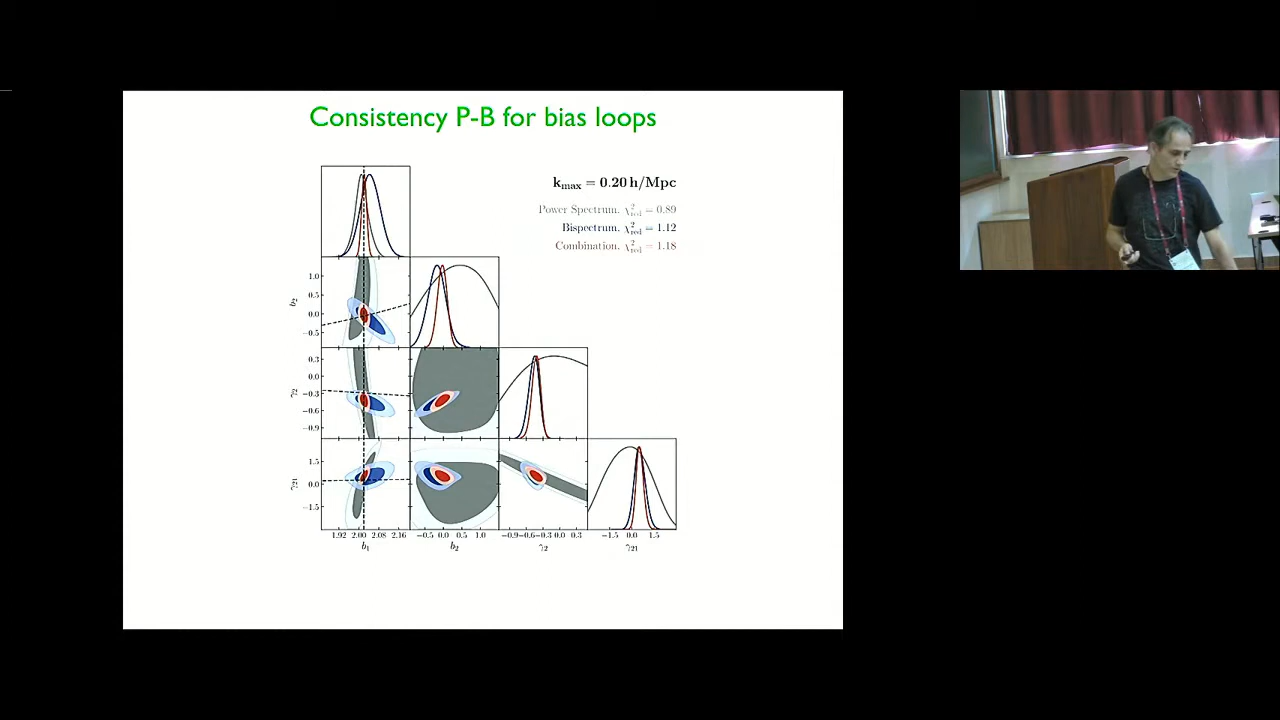 Consistency P-B for bias loops
k_max = 0.20 h/Mpc
Power Spectrum. χ²_red = 0.89
Bispectrum. χ²_red = 1.12
Combination. χ²_red = 1.18
b₂
1.0
0.5
0.0
−0.5
γ₂
0.3
0.0
−0.3
−0.6
−0.9
γ₂₁
1.5
0.0
−1.5
1.92 2.00 2.08 2.16
−0.5 0.0 0.5 1.0
−0.9 −0.6 −0.3 0.0 0.3
−1.5 0.0 1.5
b₁
b₂
γ₂
γ₂₁